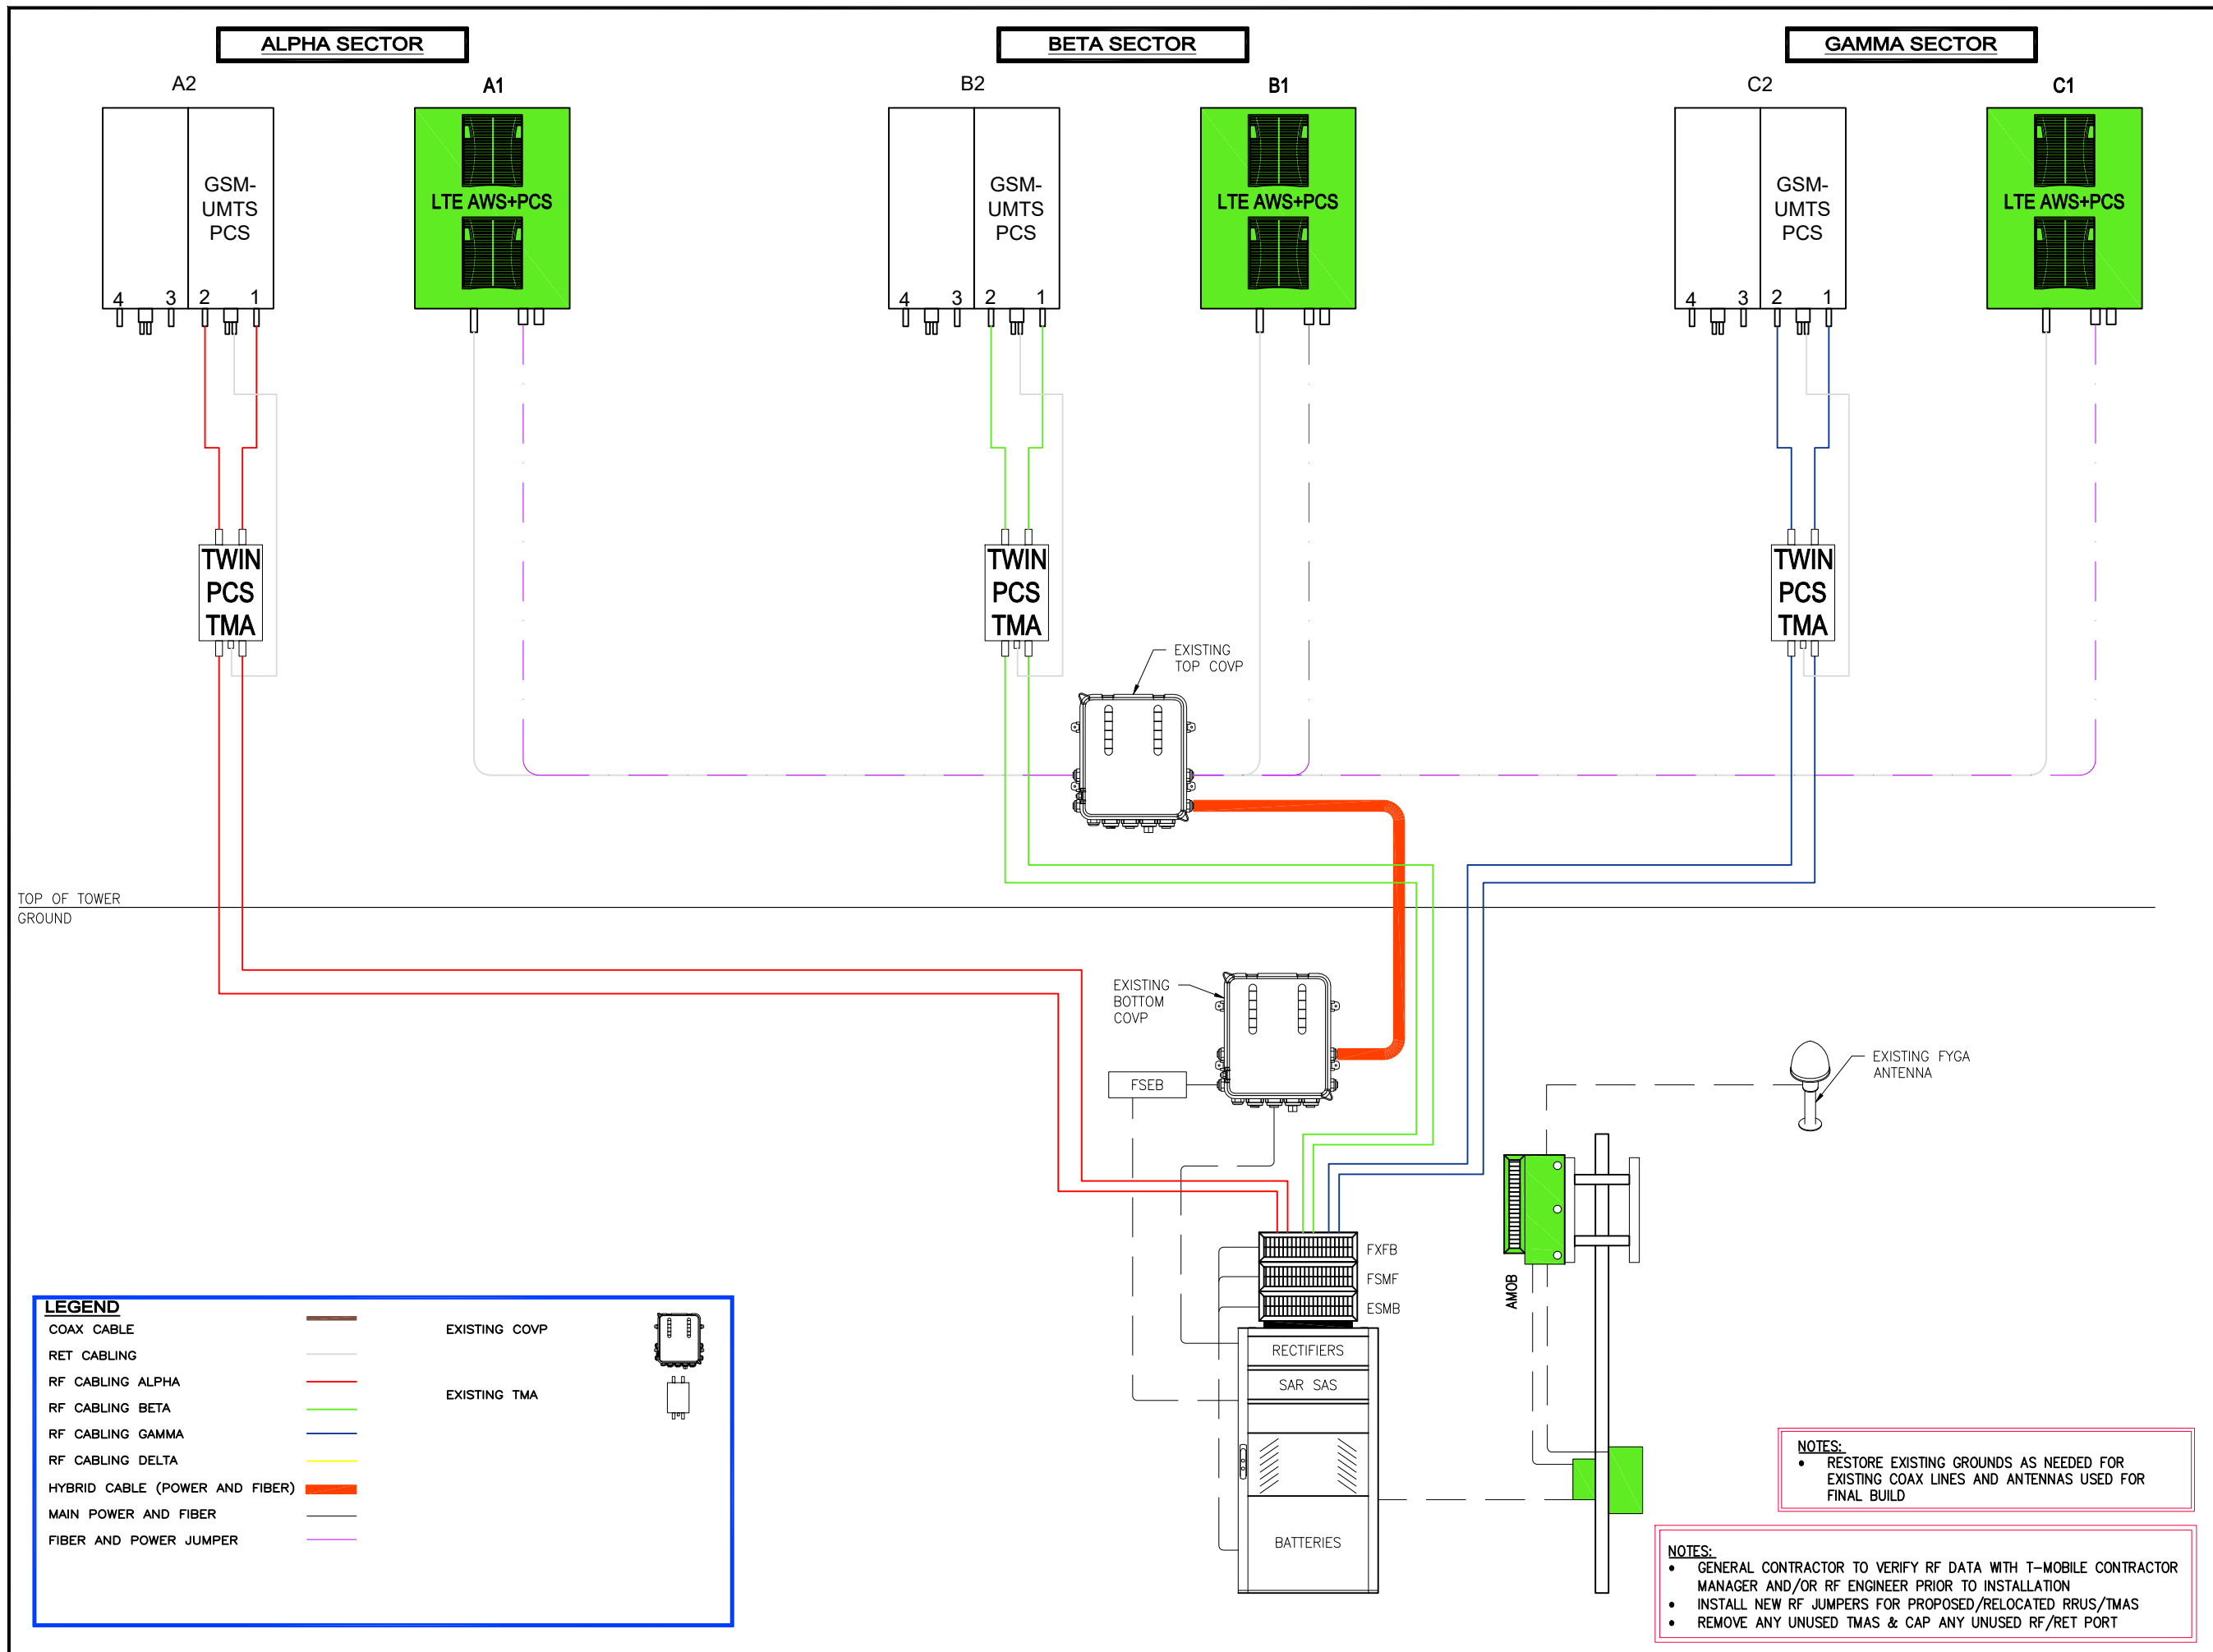 ALPHA SECTOR
BETA SECTOR
GAMMA SECTOR
A2
A1
B2
B1
C2
C1
GSM-
UMTS
PCS
LTE AWS+PCS
GSM-
UMTS
PCS
LTE AWS+PCS
GSM-
UMTS
PCS
LTE AWS+PCS
4 3 2 1
4 3 2 1
4 3 2 1
TWIN
PCS
TMA
TWIN
PCS
TMA
TWIN
PCS
TMA
EXISTING
TOP COVP
TOP OF TOWER
GROUND
EXISTING
BOTTOM
COVP
FSEB
EXISTING FYGA
ANTENNA
FXFB
FSMF
ESMB
AMOB
RECTIFIERS
SAR SAS
BATTERIES
LEGEND
COAX CABLE
RET CABLING
RF CABLING ALPHA
RF CABLING BETA
RF CABLING GAMMA
RF CABLING DELTA
HYBRID CABLE (POWER AND FIBER)
MAIN POWER AND FIBER
FIBER AND POWER JUMPER
EXISTING COVP
EXISTING TMA
NOTES:
• RESTORE EXISTING GROUNDS AS NEEDED FOR
EXISTING COAX LINES AND ANTENNAS USED FOR
FINAL BUILD
NOTES:
• GENERAL CONTRACTOR TO VERIFY RF DATA WITH T-MOBILE CONTRACTOR
MANAGER AND/OR RF ENGINEER PRIOR TO INSTALLATION
• INSTALL NEW RF JUMPERS FOR PROPOSED/RELOCATED RRUS/TMAS
• REMOVE ANY UNUSED TMAS & CAP ANY UNUSED RF/RET PORT